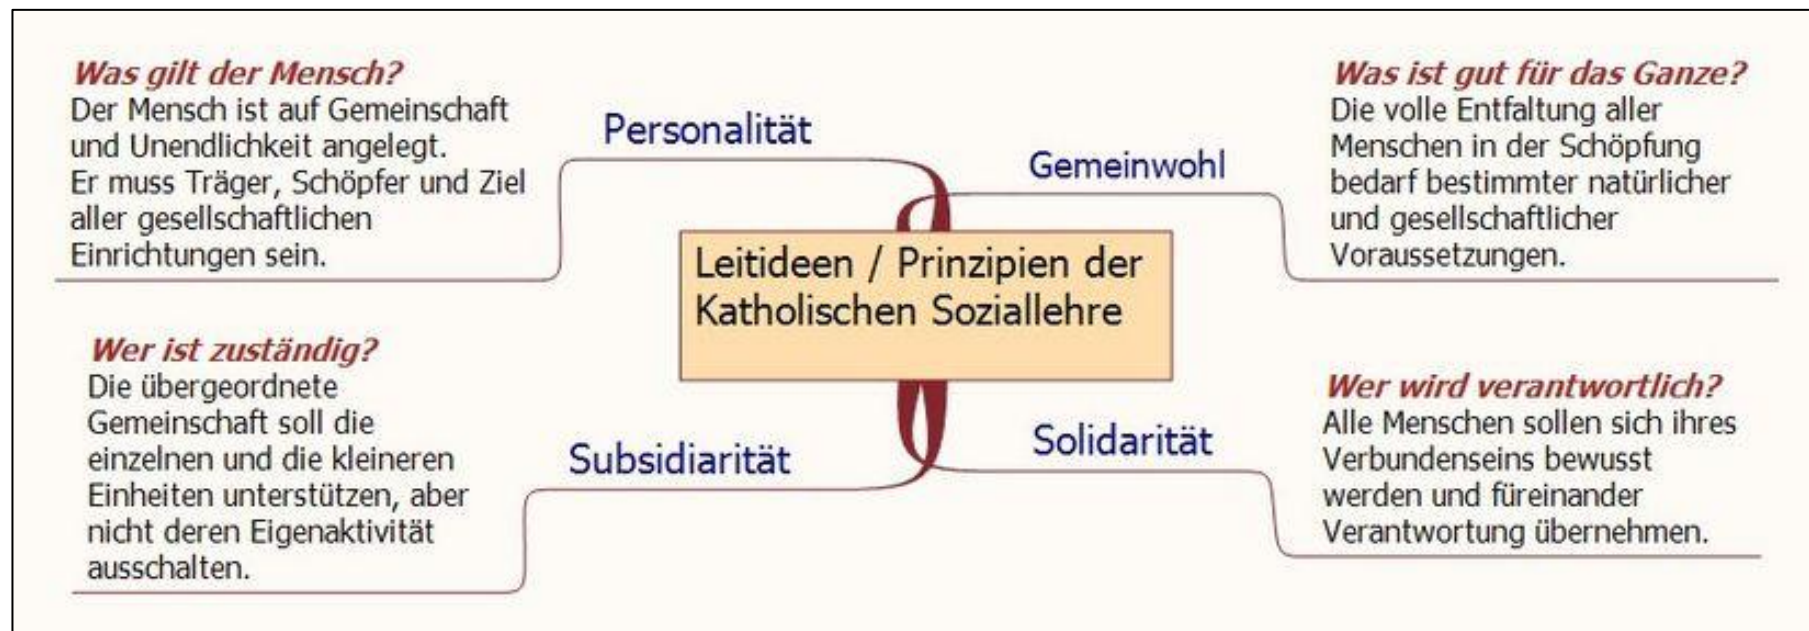 Was gilt der Mensch?
Der Mensch ist auf Gemeinschaft
und Unendlichkeit angelegt.
Er muss Träger, Schöpfer und Ziel
aller gesellschaftlichen
Einrichtungen sein.
Personalität
Gemeinwohl
Was ist gut für das Ganze?
Die volle Entfaltung aller
Menschen in der Schöpfung
bedarf bestimmter natürlicher
und gesellschaftlicher
Voraussetzungen.
Leitideen / Prinzipien der
Katholischen Soziallehre
Wer ist zuständig?
Die übergeordnete
Gemeinschaft soll die
einzelnen und die kleineren
Einheiten unterstützen, aber
nicht deren Eigenaktivität
ausschalten.
Subsidiarität
Solidarität
Wer wird verantwortlich?
Alle Menschen sollen sich ihres
Verbundenseins bewusst
werden und füreinander
Verantwortung übernehmen.